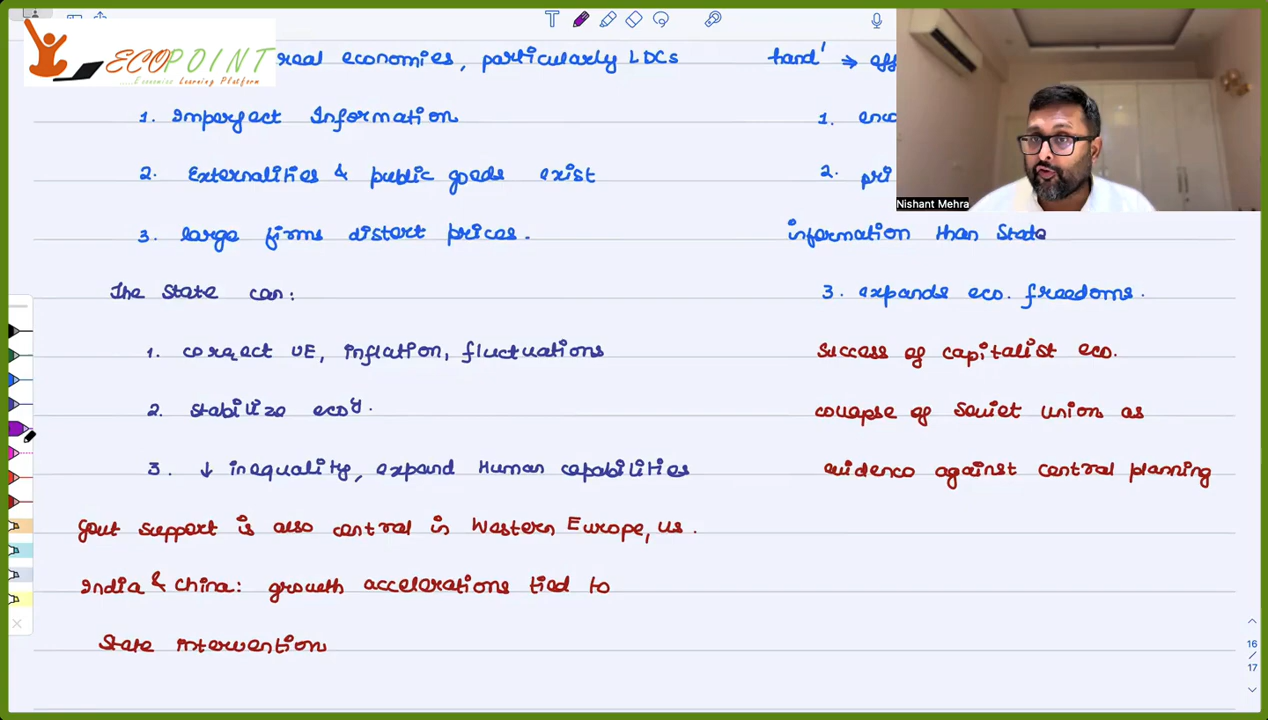 ECOPOINT
....Economics Learning Platform
real economies, particularly LDCs
1. Imperfect Information
2. Externalities & public goods exist
3. large firms distort prices.
The State can:
1. correct UE, inflation, fluctuations
2. stabilize eco'y.
3. ↓ inequality, expand Human capabilities
Govt support is also central in Western Europe, US.
India & China: growth accelerations tied to
State intervention
hand' → eff
1. enc
2. pri
information than State
3. expands eco. freedoms.
Success of capitalist eco.
collapse of Soviet Union as
evidence against central planning
Nishant Mehra
16
/
17